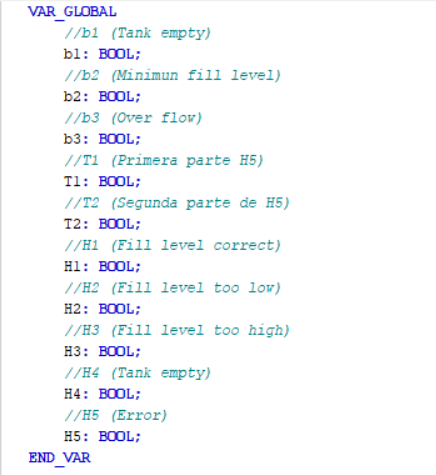 VAR_GLOBAL
//b1 (Tank empty)
b1: BOOL;
//b2 (Minimun fill level)
b2: BOOL;
//b3 (Over flow)
b3: BOOL;
//T1 (Primera parte H5)
T1: BOOL;
//T2 (Segunda parte de H5)
T2: BOOL;
//H1 (Fill level correct)
H1: BOOL;
//H2 (Fill level too low)
H2: BOOL;
//H3 (Fill level too high)
H3: BOOL;
//H4 (Tank empty)
H4: BOOL;
//H5 (Error)
H5: BOOL;
END_VAR